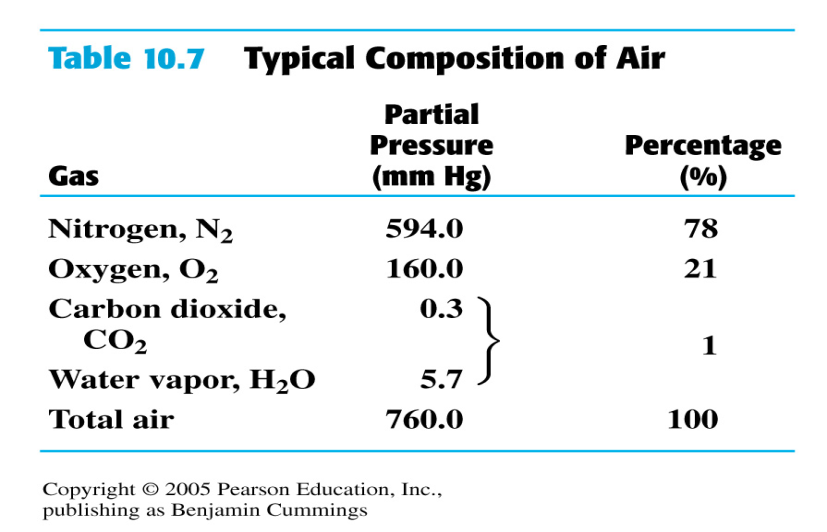 Table 10.7 Typical Composition of Air
Partial
Pressure Percentage
Gas (mm Hg) (%)
Nitrogen, N₂ 594.0 78
Oxygen, O₂ 160.0 21
Carbon dioxide, 0.3
CO₂ 1
Water vapor, H₂O 5.7
Total air 760.0 100
Copyright © 2005 Pearson Education, Inc.,
publishing as Benjamin Cummings